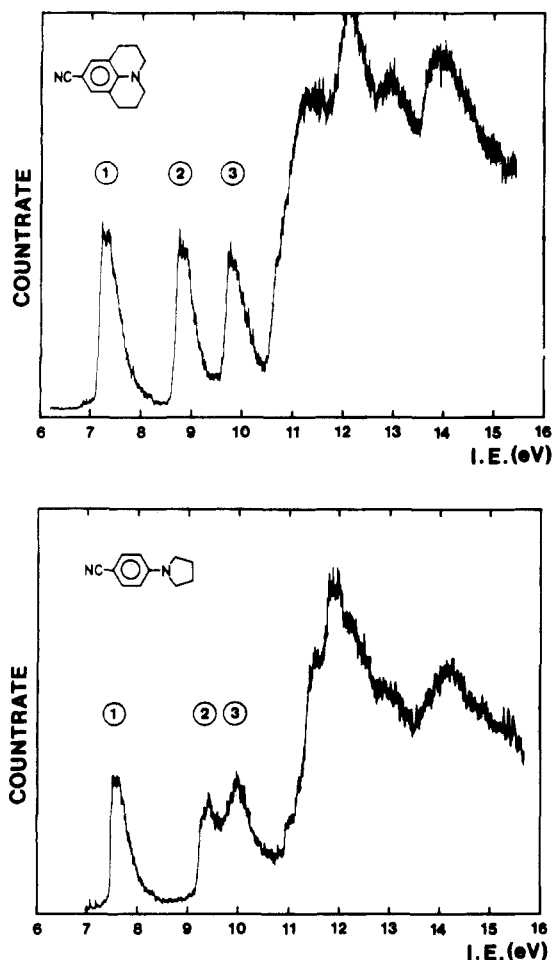 NC
N
1 2 3
COUNTRATE
6 7 8 9 10 11 12 13 14 15 16
I.E.(eV)
NC
N
1 2 3
COUNTRATE
6 7 8 9 10 11 12 13 14 15 16
I.E.(eV)